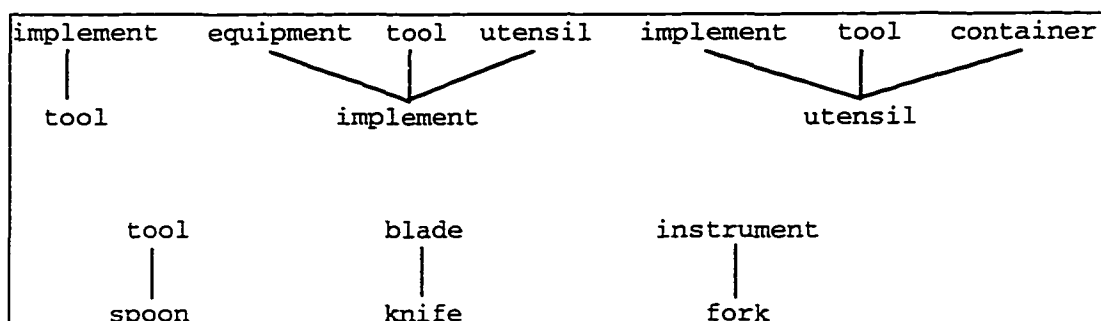 implement equipment tool utensil implement tool container
tool implement utensil
tool blade instrument
spoon knife fork